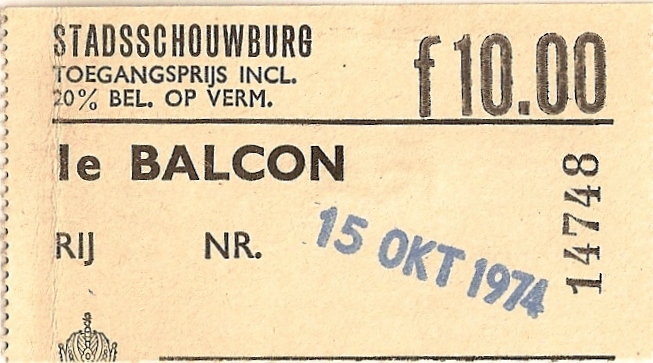 STADSSCHOUWBURG
TOEGANGSPRIJS INCL.
20% BEL. OP VERM.
f 10.00
1e BALCON
RIJ NR.
15 OKT 1974
14748